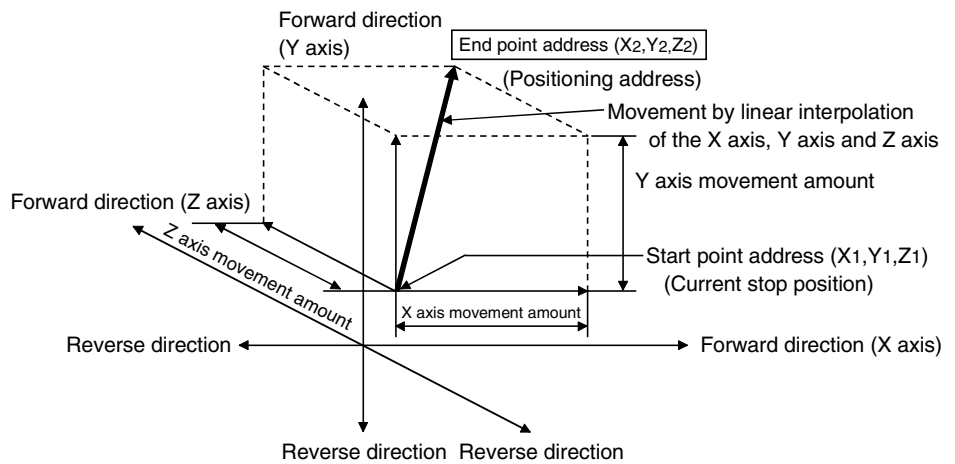 Forward direction
(Y axis)
End point address (X2,Y2,Z2)
(Positioning address)
Movement by linear interpolation
of the X axis, Y axis and Z axis
Y axis movement amount
Forward direction (Z axis)
Z axis movement amount
Start point address (X1,Y1,Z1)
(Current stop position)
X axis movement amount
Reverse direction
Forward direction (X axis)
Reverse direction
Reverse direction